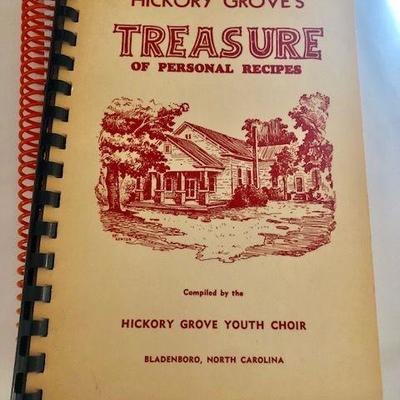 HICKORY GROVE'S
TREASURE
OF PERSONAL RECIPES
Compiled by the
HICKORY GROVE YOUTH CHOIR
BLADENBORO, NORTH CAROLINA